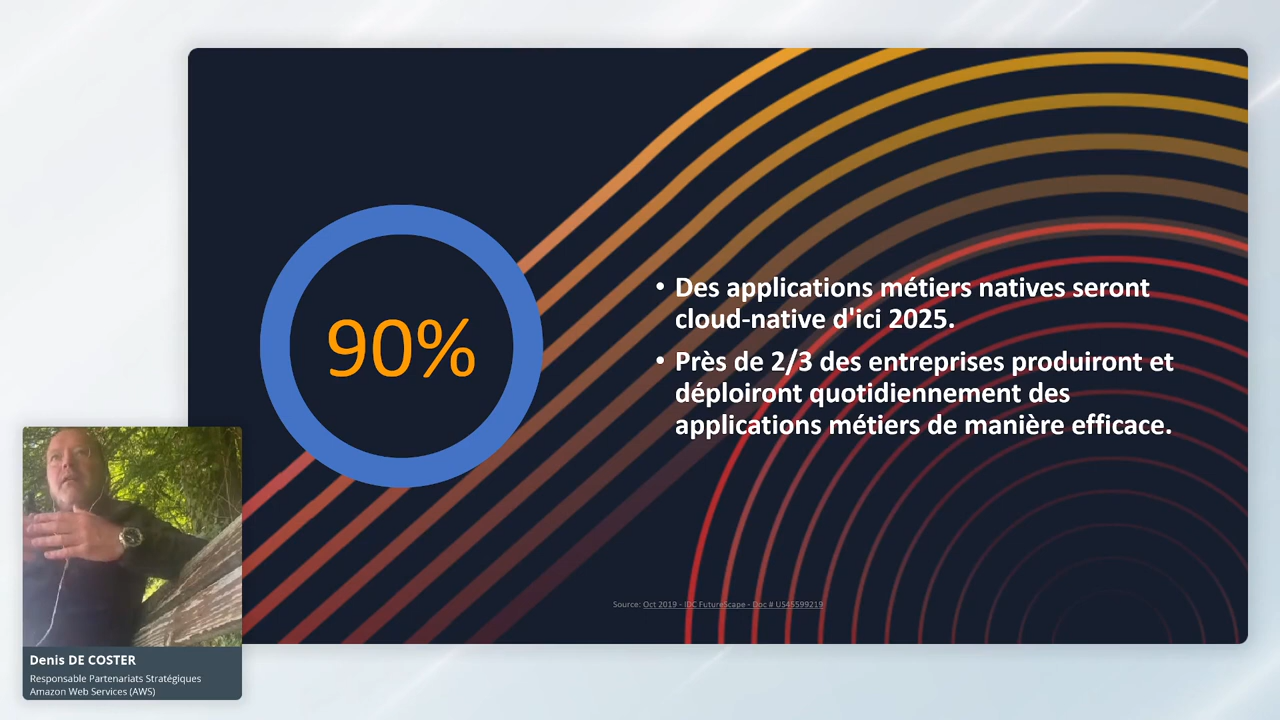 90%
• Des applications métiers natives seront
cloud-native d'ici 2025.
• Près de 2/3 des entreprises produiront et
déploiront quotidiennement des
applications métiers de manière efficace.
Source: Oct 2019 - IDC FutureScape - Doc # US45599219
Denis DE COSTER
Responsable Partenariats Stratégiques
Amazon Web Services (AWS)